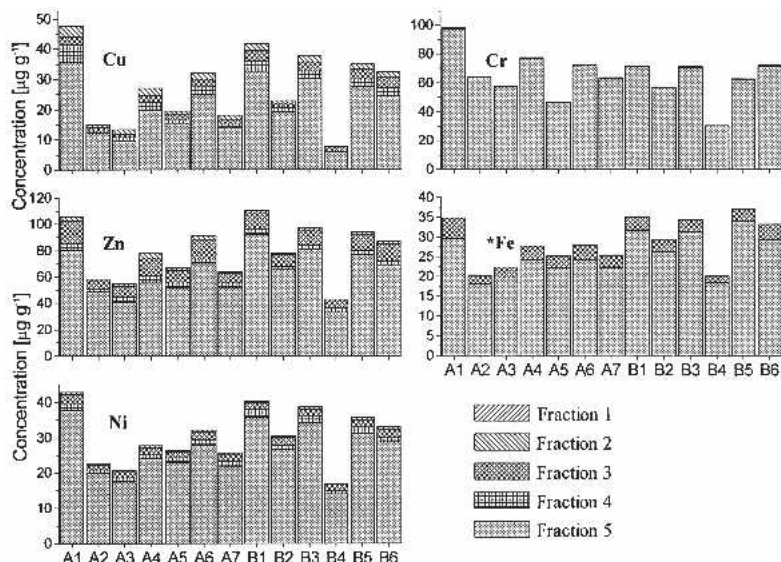 Concentration [µg g⁻¹]
50
40
30
20
10
0
Cu
100
80
60
40
20
0
Cr
Concentration [µg g⁻¹]
120
100
80
60
40
20
0
Zn
40
35
30
25
20
15
10
5
0
*Fe
A1 A2 A3 A4 A5 A6 A7 B1 B2 B3 B4 B5 B6
Concentration [µg g⁻¹]
40
30
20
10
0
Ni
A1 A2 A3 A4 A5 A6 A7 B1 B2 B3 B4 B5 B6
Fraction 1
Fraction 2
Fraction 3
Fraction 4
Fraction 5